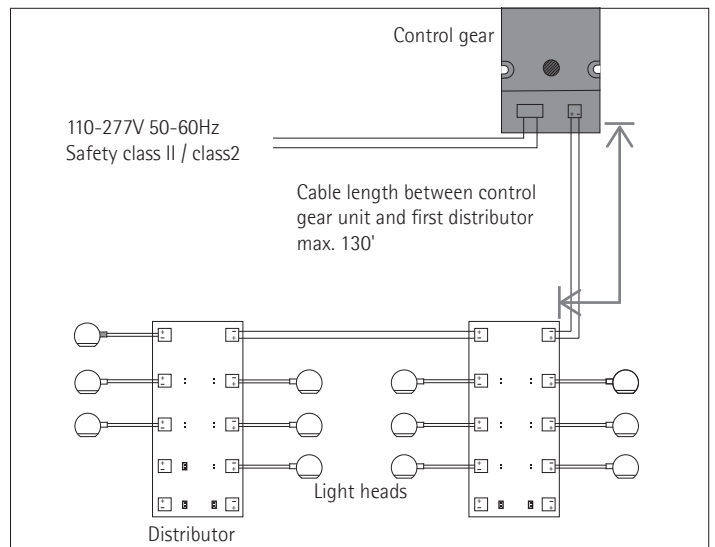 Control gear
110-277V 50-60Hz
Safety class II / class2
Cable length between control
gear unit and first distributor
max. 130'
Light heads
Distributor